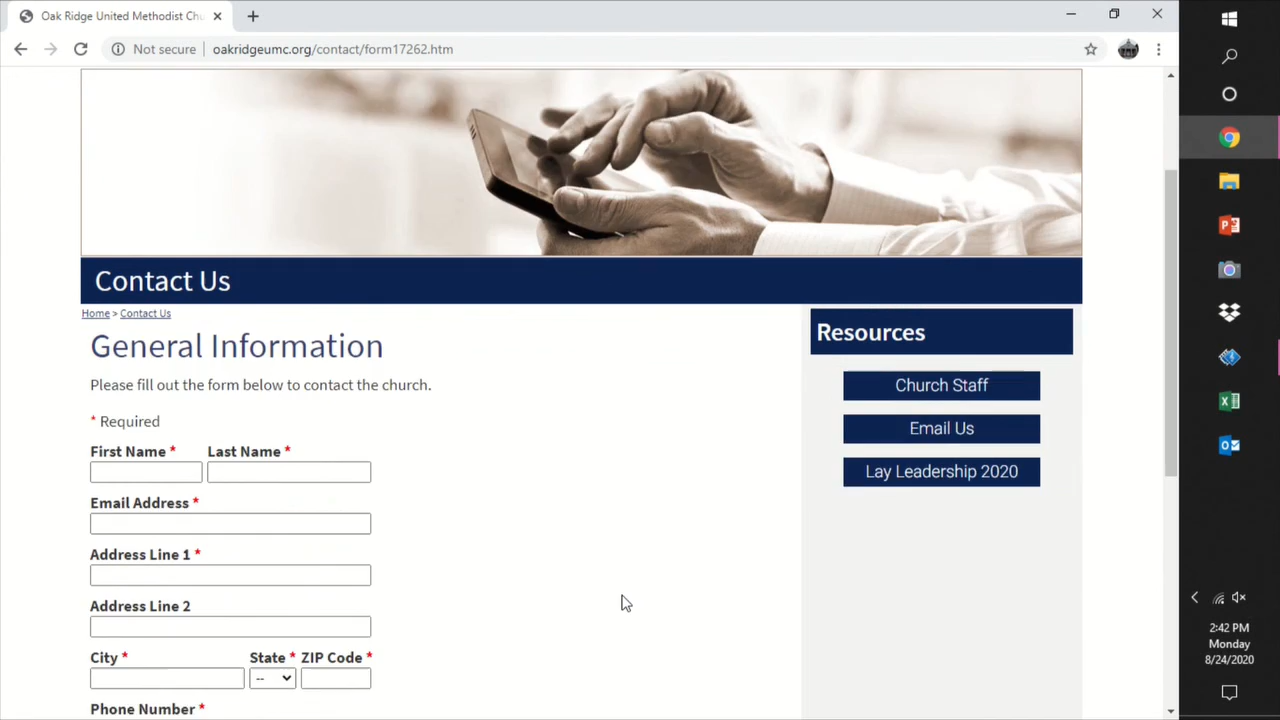 Oak Ridge United Methodist Chu
Not secure
oakridgeumc.org/contact/form17262.htm
Contact Us
Home > Contact Us
General Information
Please fill out the form below to contact the church.
* Required
First Name * Last Name *
Email Address *
Address Line 1 *
Address Line 2
City * State * ZIP Code *
--
Phone Number *
Resources
Church Staff
Email Us
Lay Leadership 2020
2:42 PM
Monday
8/24/2020